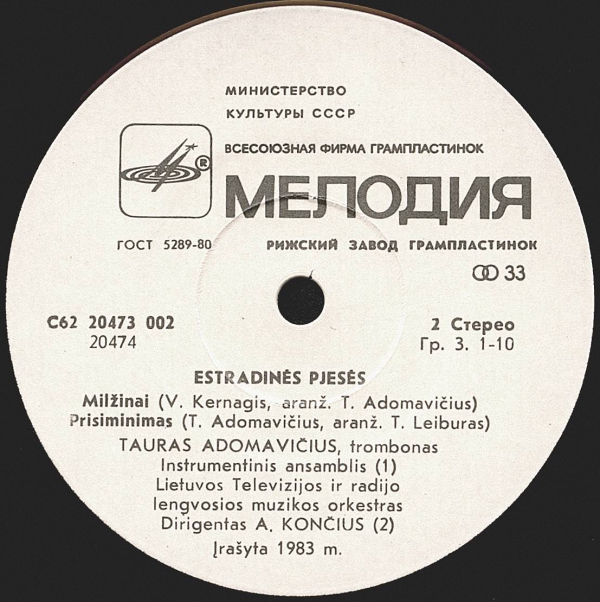 МИНИСТЕРСТВО
КУЛЬТУРЫ СССР
ВСЕСОЮЗНАЯ ФИРМА ГРАМПЛАСТИНОК
®
МЕЛОДИЯ
ГОСТ 5289-80 РИЖСКИЙ ЗАВОД ГРАМПЛАСТИНОК
33
С62 20473 002 2 Стерео
20474 Гр. 3. 1-10
ESTRADINĖS PJESĖS
Milžinai (V. Kernagis, aranž. T. Adomavičius)
Prisiminimas (T. Adomavičius, aranž. T. Leiburas)
TAURAS ADOMAVIČIUS, trombonas
Instrumentinis ansamblis (1)
Lietuvos Televizijos ir radijo
lengvosios muzikos orkestras
Dirigentas A. KONČIUS (2)
Įrašyta 1983 m.